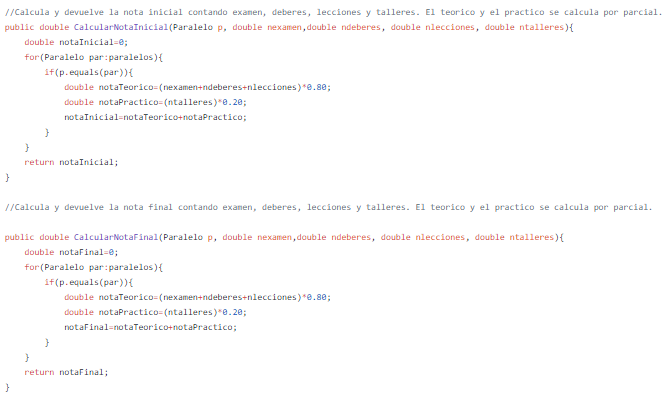 //Calcula y devuelve la nota inicial contando examen, deberes, lecciones y talleres. El teorico y el practico se calcula por parcial.
public double CalcularNotaInicial(Paralelo p, double nexamen,double ndeberes, double nlecciones, double ntalleres){
    double notaInicial=0;
    for(Paralelo par:paralelos){
        if(p.equals(par)){
            double notaTeorico=(nexamen+ndeberes+nlecciones)*0.80;
            double notaPractico=(ntalleres)*0.20;
            notaInicial=notaTeorico+notaPractico;
        }
    }
    return notaInicial;
}
//Calcula y devuelve la nota final contando examen, deberes, lecciones y talleres. El teorico y el practico se calcula por parcial.
public double CalcularNotaFinal(Paralelo p, double nexamen,double ndeberes, double nlecciones, double ntalleres){
    double notaFinal=0;
    for(Paralelo par:paralelos){
        if(p.equals(par)){
            double notaTeorico=(nexamen+ndeberes+nlecciones)*0.80;
            double notaPractico=(ntalleres)*0.20;
            notaFinal=notaTeorico+notaPractico;
        }
    }
    return notaFinal;
}